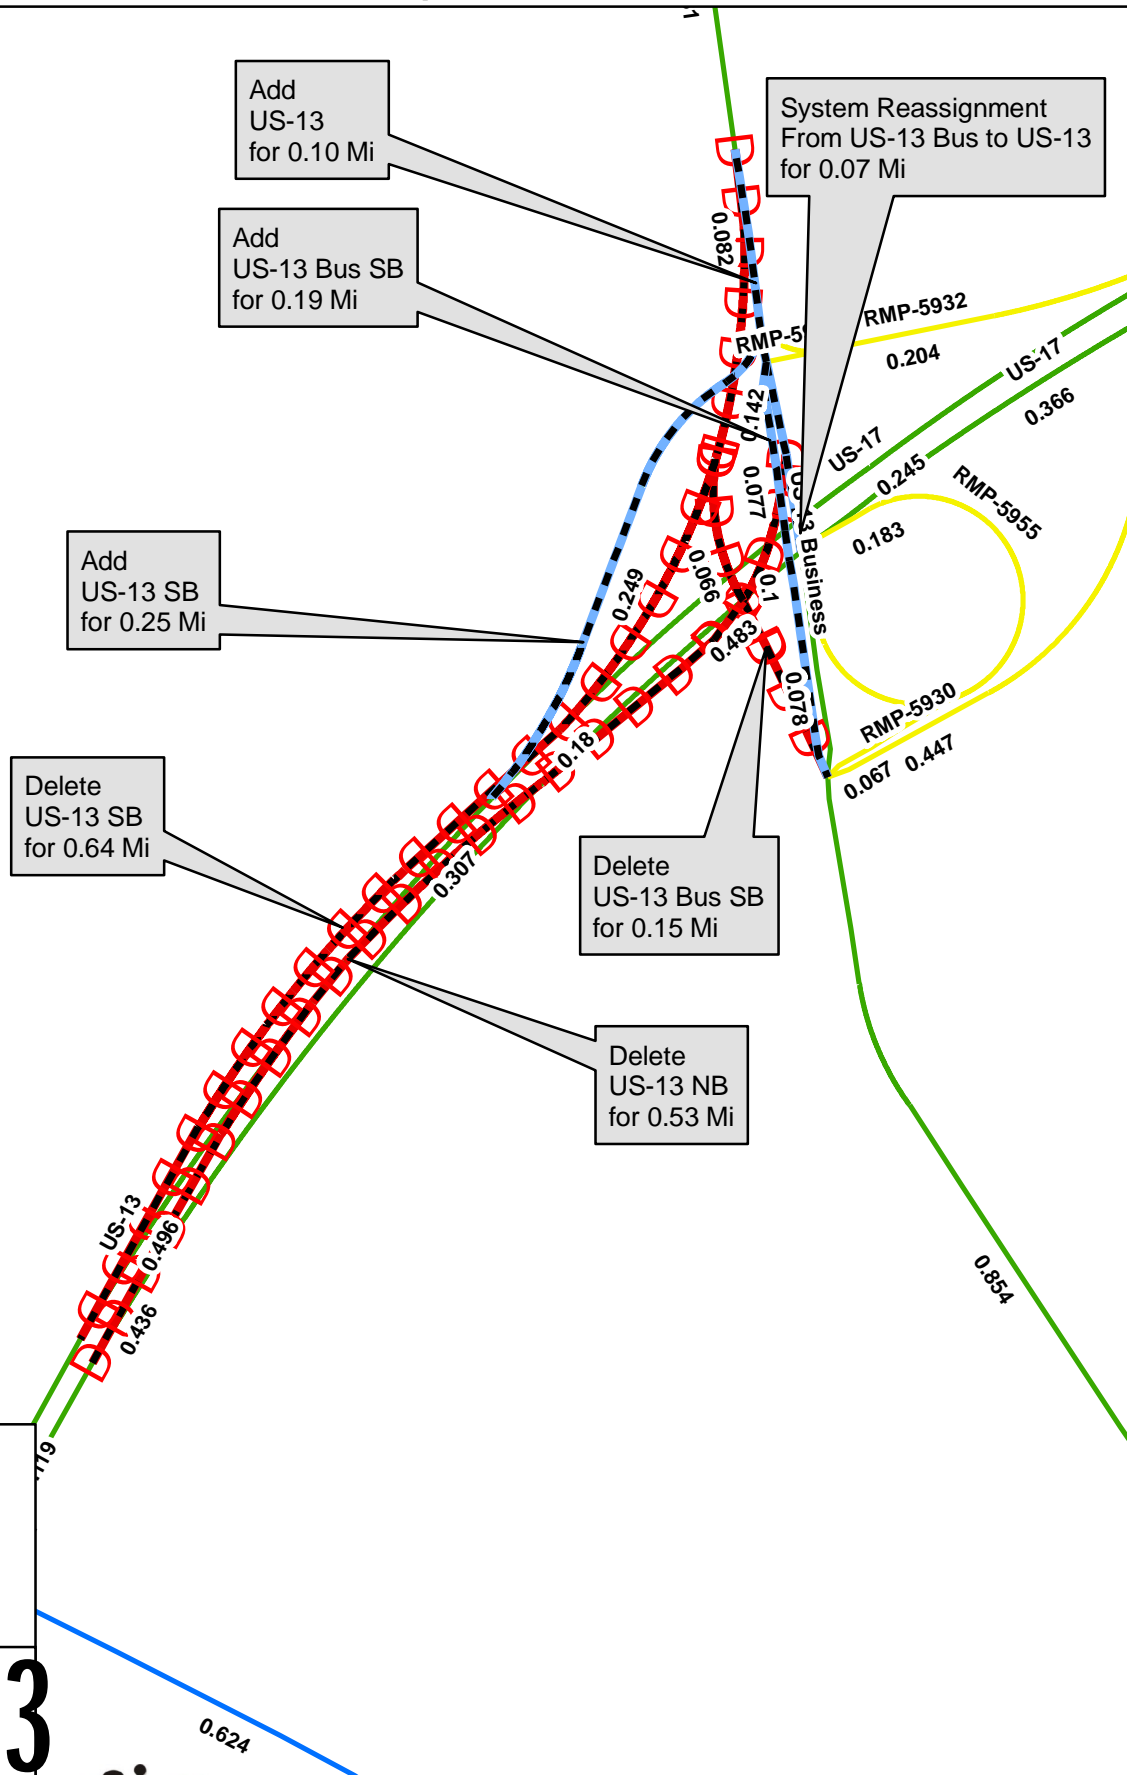 Add
US-13
for 0.10 Mi
System Reassignment
From US-13 Bus to US-13
for 0.07 Mi
Add
US-13 Bus SB
for 0.19 Mi
0.082
RMP-5932
0.204
US-17
0.366
0.142
US-17
0.245
RMP-5955
0.077
US-13 Business
0.183
Add
US-13 SB
for 0.25 Mi
0.249
0.066
0.1
0.483
0.078
RMP-5930
0.447
0.067
0.18
Delete
US-13 SB
for 0.64 Mi
0.307
Delete
US-13 Bus SB
for 0.15 Mi
Delete
US-13 NB
for 0.53 Mi
US-13
0.496
0.436
0.854
3
0.624